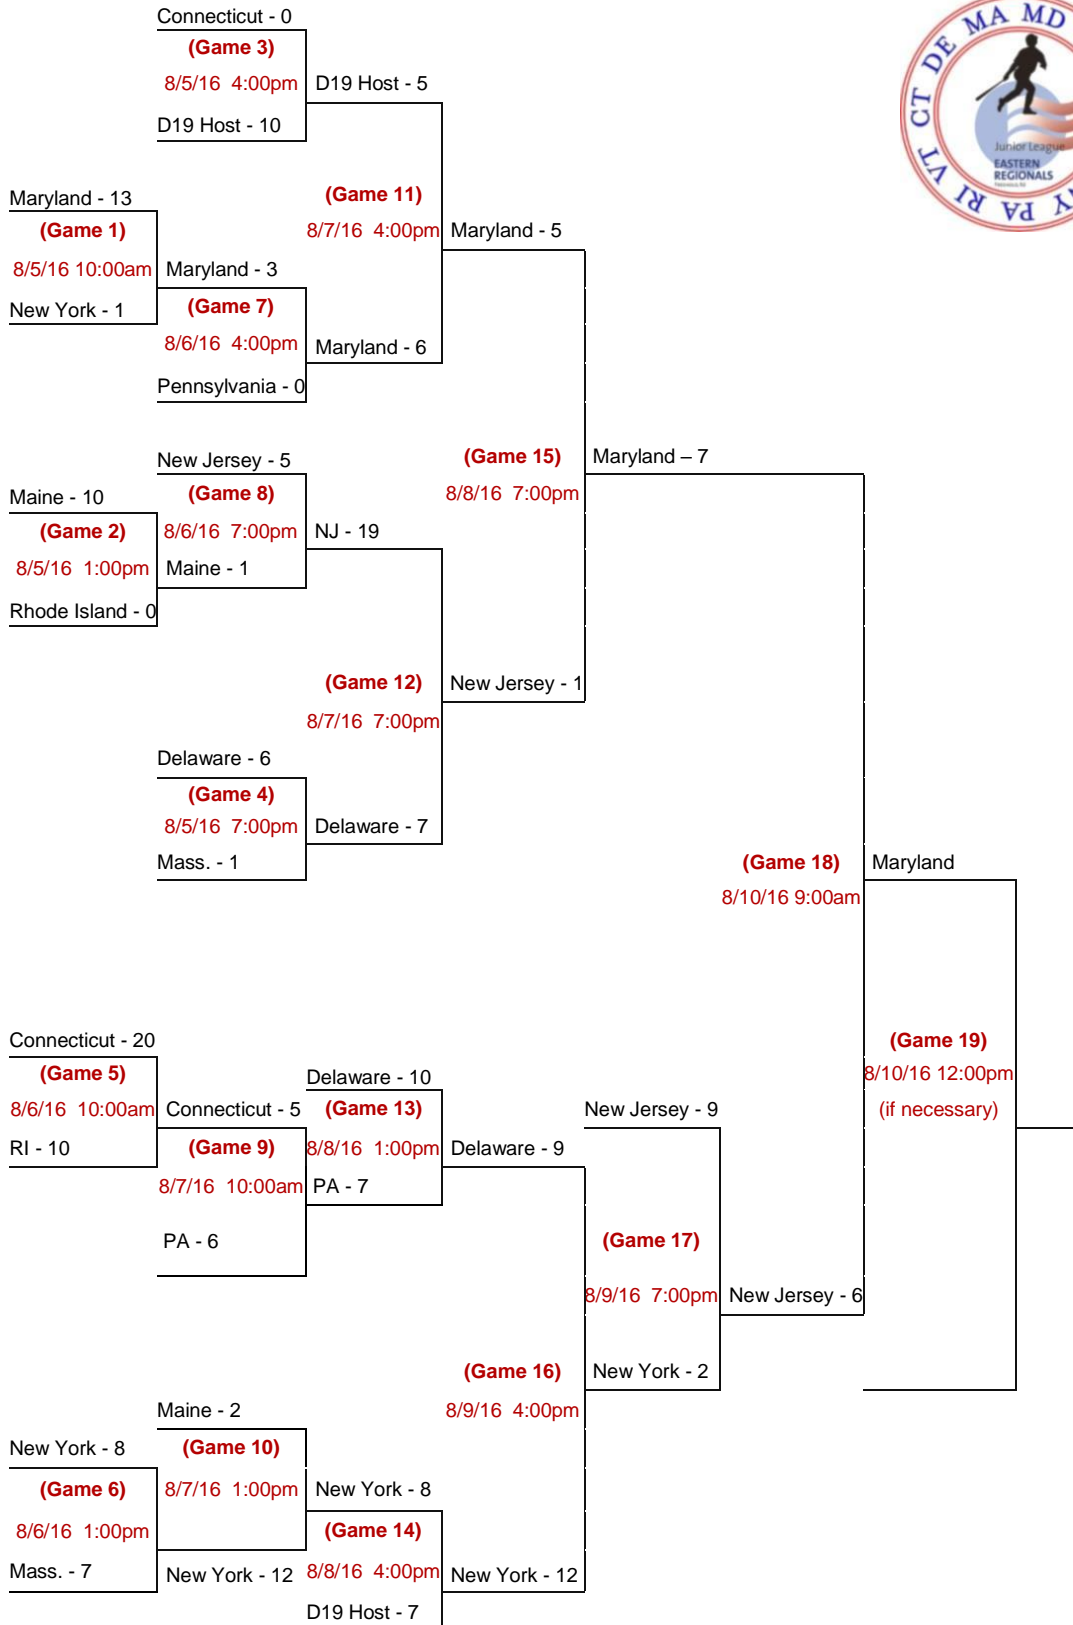 Connecticut - 0
(Game 3)
8/5/16 4:00pm
D19 Host - 5
D19 Host - 10
Maryland - 13
(Game 1)
8/5/16 10:00am
New York - 1
(Game 11)
8/7/16 4:00pm
Maryland - 5
Maryland - 3
(Game 7)
8/6/16 4:00pm
Maryland - 6
Pennsylvania - 0
New Jersey - 5
Maine - 10
(Game 8)
(Game 2)
8/6/16 7:00pm
NJ - 19
8/5/16 1:00pm
Maine - 1
Rhode Island - 0
(Game 15)
8/8/16 7:00pm
Maryland – 7
(Game 12)
8/7/16 7:00pm
New Jersey - 1
Delaware - 6
(Game 4)
8/5/16 7:00pm
Delaware - 7
Mass. - 1
(Game 18)
8/10/16 9:00am
Maryland
Connecticut - 20
(Game 5)
8/6/16 10:00am
RI - 10
Connecticut - 5
(Game 9)
8/7/16 10:00am
PA - 6
Delaware - 10
(Game 13)
8/8/16 1:00pm
PA - 7
Delaware - 9
New Jersey - 9
(Game 17)
8/9/16 7:00pm
New Jersey - 6
(Game 19)
8/10/16 12:00pm
(if necessary)
(Game 16)
8/9/16 4:00pm
New York - 2
Maine - 2
New York - 8
(Game 10)
(Game 6)
8/7/16 1:00pm
New York - 8
8/6/16 1:00pm
Mass. - 7
New York - 12
(Game 14)
8/8/16 4:00pm
New York - 12
D19 Host - 7
CT DE MA MD
Junior League
EASTERN
REGIONALS
PA RI VT